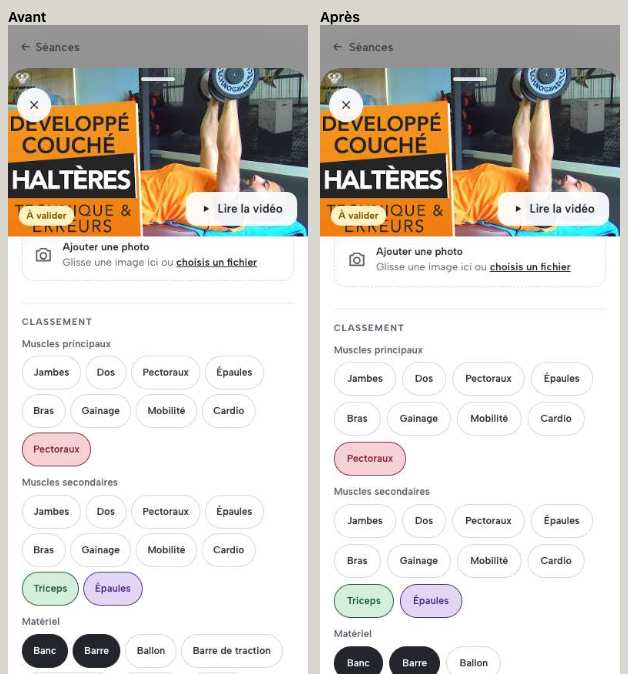 Avant
← Séances
DÉVELOPPÉ
COUCHÉ
HALTÈRES
TECHNIQUE &
ERREURS
À valider
Lire la vidéo
Ajouter une photo
Glisse une image ici ou choisis un fichier
CLASSEMENT
Muscles principaux
Jambes Dos Pectoraux Épaules
Bras Gainage Mobilité Cardio
Pectoraux
Muscles secondaires
Jambes Dos Pectoraux Épaules
Bras Gainage Mobilité Cardio
Triceps Épaules
Matériel
Banc Barre Ballon Barre de traction
Après
← Séances
DÉVELOPPÉ
COUCHÉ
HALTÈRES
TECHNIQUE &
ERREURS
À valider
Lire la vidéo
Ajouter une photo
Glisse une image ici ou choisis un fichier
CLASSEMENT
Muscles principaux
Jambes Dos Pectoraux Épaules
Bras Gainage Mobilité Cardio
Pectoraux
Muscles secondaires
Jambes Dos Pectoraux Épaules
Bras Gainage Mobilité Cardio
Triceps Épaules
Matériel
Banc Barre Ballon